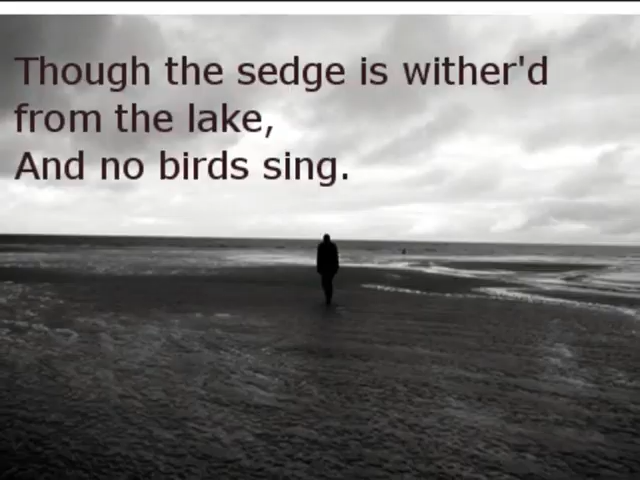 Though the sedge is wither'd
from the lake,
And no birds sing.